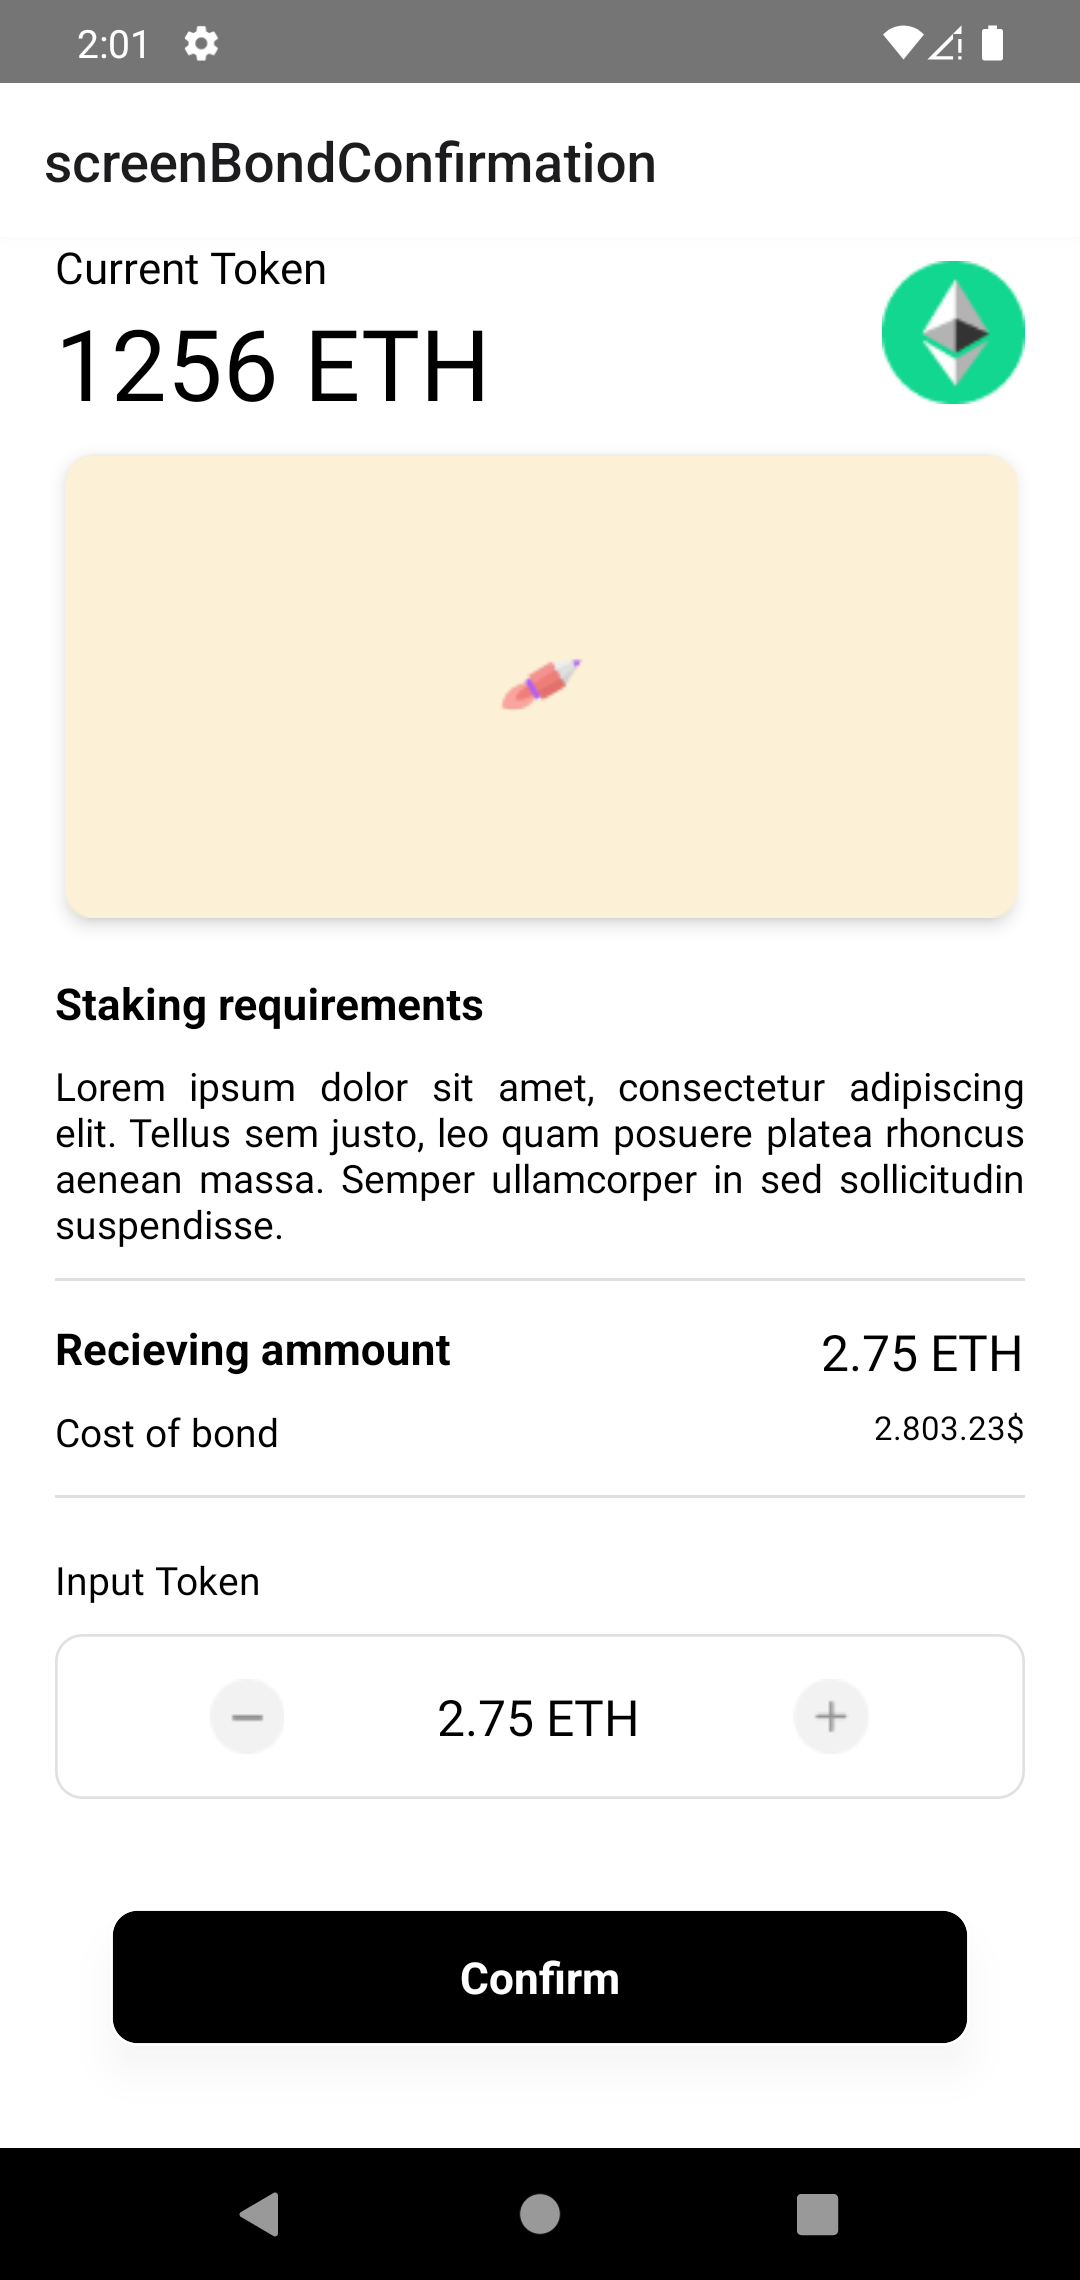 2:01
screenBondConfirmation
Current Token
1256 ETH
Staking requirements
Lorem ipsum dolor sit amet, consectetur adipiscing
elit. Tellus sem justo, leo quam posuere platea rhoncus
aenean massa. Semper ullamcorper in sed sollicitudin
suspendisse.
Recieving ammount
2.75 ETH
Cost of bond
2.803.23$
Input Token
2.75 ETH
Confirm